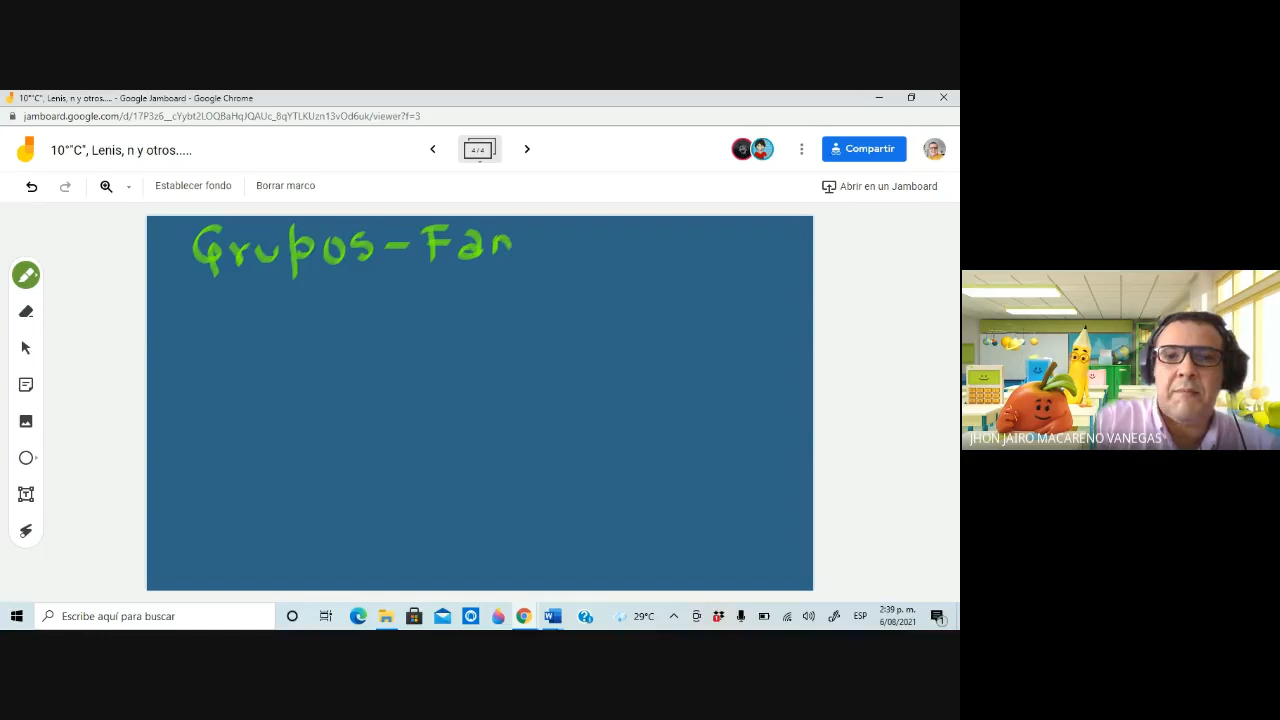 10°"C", Lenis, n y otros..... - Google Jamboard - Google Chrome
jamboard.google.com/d/17P3z6__cYybt2LOQBaHqJQAUc_8qYTLKUzn13vOd6uk/viewer?f=3
10°"C", Lenis, n y otros.....
4 / 4
Compartir
Establecer fondo
Borrar marco
Abrir en un Jamboard
Grupos - Fan
JHON JAIRO MACARENO VANEGAS
Escribe aquí para buscar
29°C
ESP
2:39 p. m.
6/08/2021
1